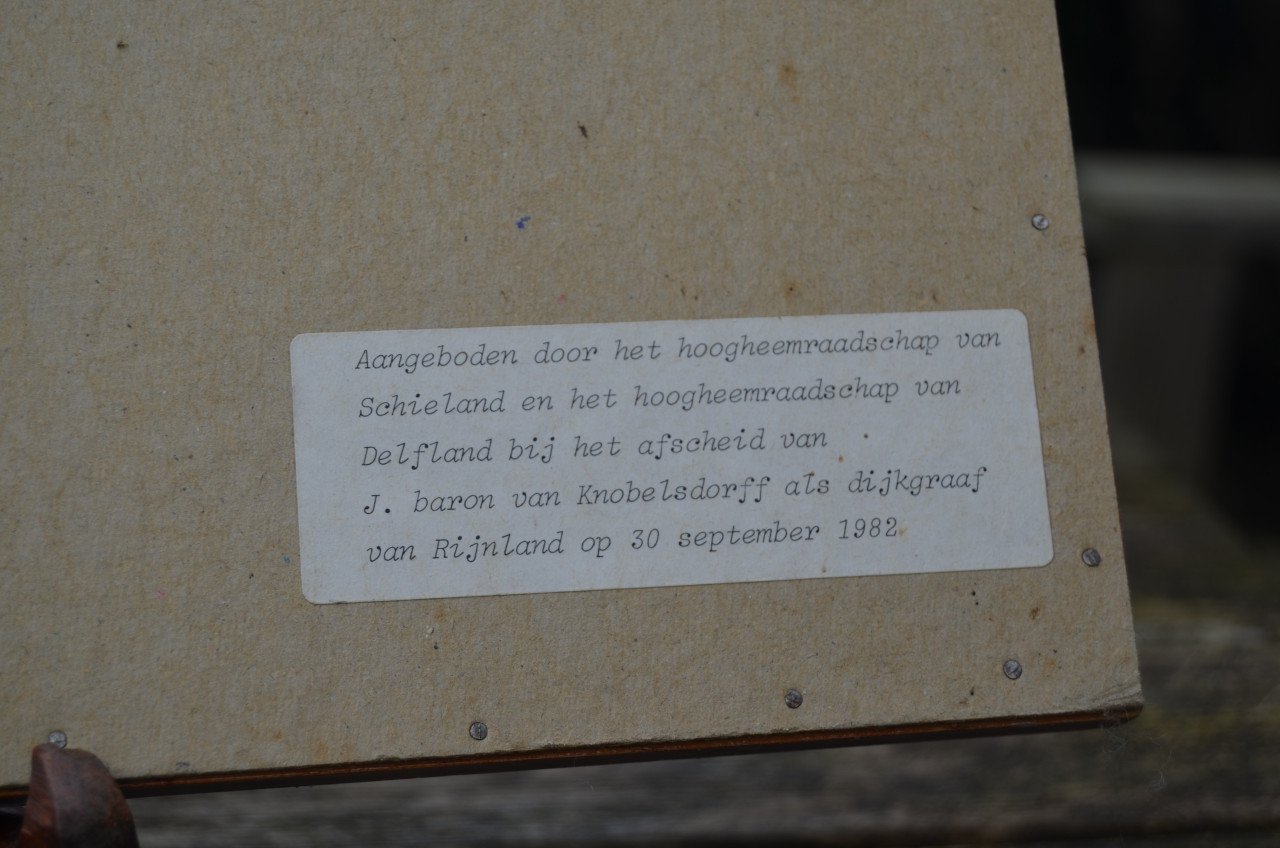 Aangeboden door het hoogheemraadschap van
Schieland en het hoogheemraadschap van
Delfland bij het afscheid van
J. baron van Knobelsdorff als dijkgraaf
van Rijnland op 30 september 1982